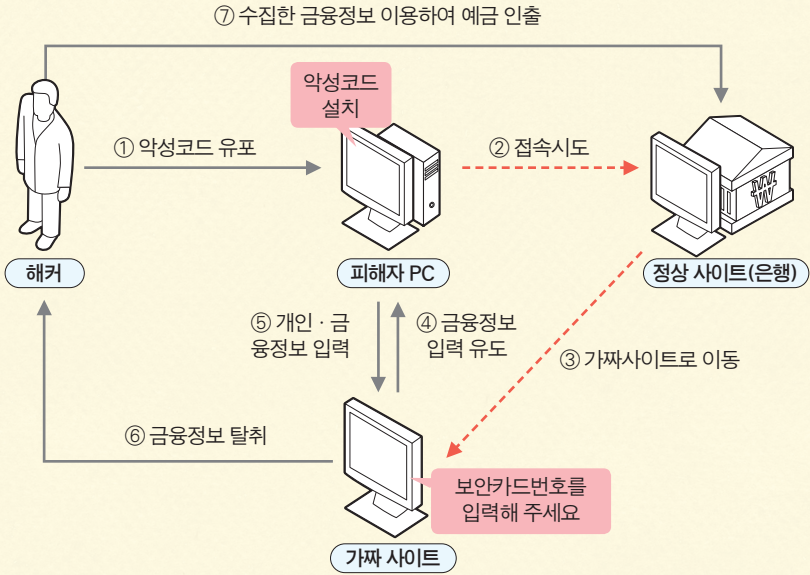 ⑦ 수집한 금융정보 이용하여 예금 인출
악성코드
설치
① 악성코드 유포
② 접속시도
해커
피해자 PC
정상 사이트(은행)
⑤ 개인 · 금
융정보 입력
④ 금융정보
입력 유도
③ 가짜사이트로 이동
⑥ 금융정보 탈취
보안카드번호를
입력해 주세요
가짜 사이트